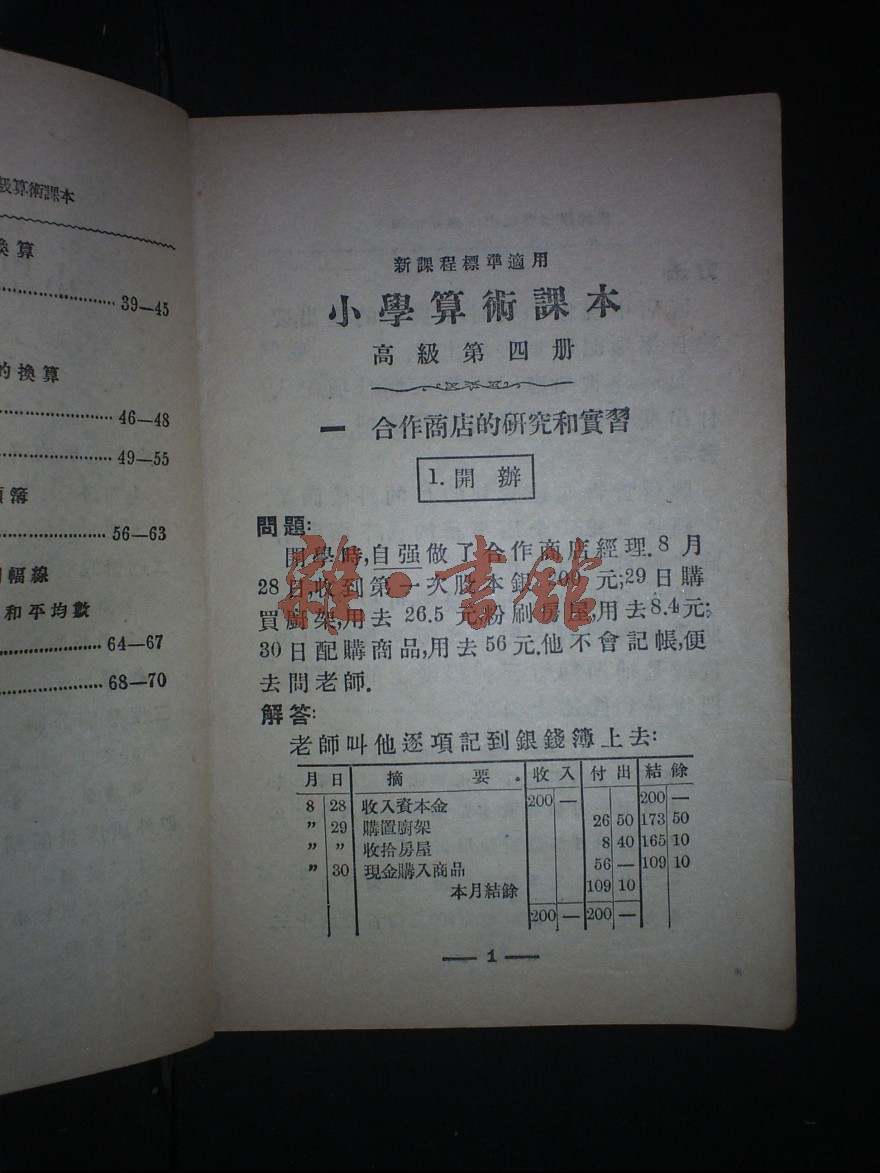 級算術課本
換算
39—45
的換算
46—48
49—55
56—63
幅線
和平均數
64—67
68—70
新課程標準適用
小學算術課本
高級第四册
一 合作商店的研究和實習
1. 開辦
問題:
開學時,自强做了合作商店經理.8月
28日,收到第一次股本銀200元;29日購
買廚架,用去26.5元,粉刷房屋,用去8.4元;
30日配購商品,用去56元.他不會記帳,便
去問老師.
解答:
老師叫他逐項記到銀錢簿上去:
月 日 摘要 收入 付出 結餘
8 28 收入資本金 200 — 200 —
〃 29 購置廚架 26 50 173 50
〃 〃 收拾房屋 8 40 165 10
〃 30 現金購入商品 56 — 109 10
本月結餘 109 10
200 — 200 —
— 1 —
雜·書館